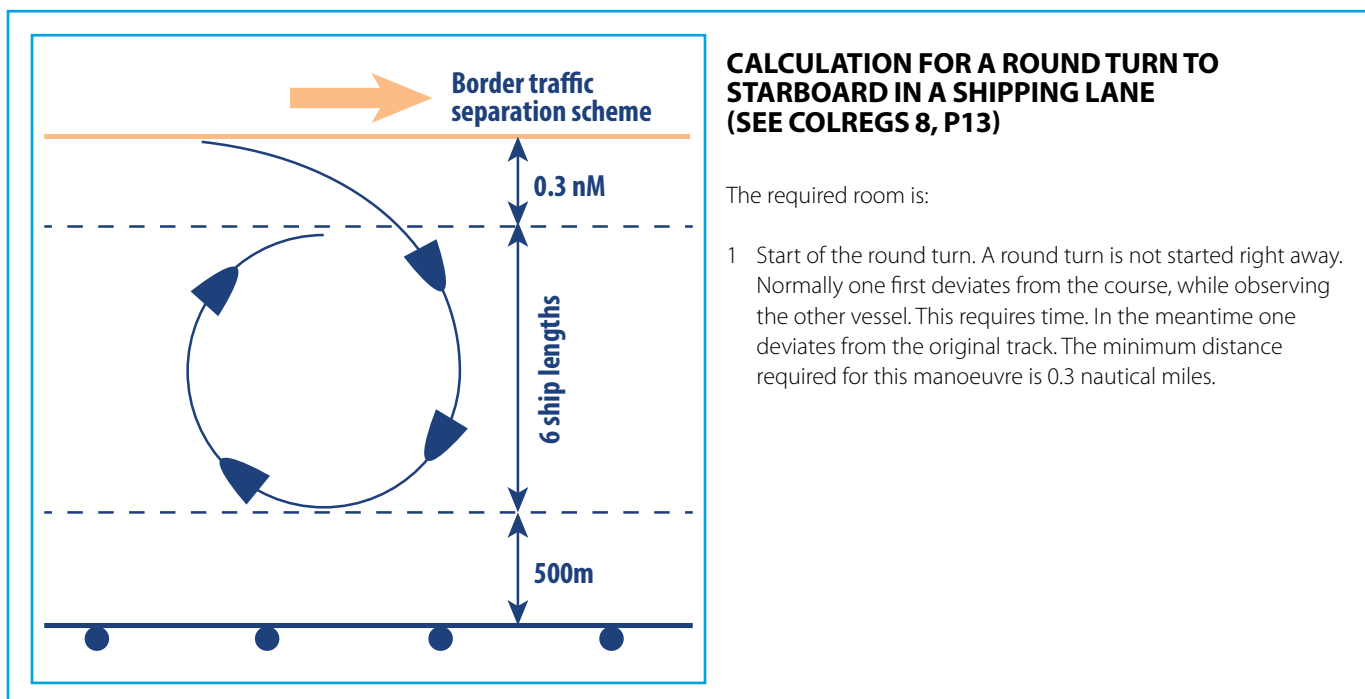 Border traffic
separation scheme
0.3 nM
6 ship lengths
500m
CALCULATION FOR A ROUND TURN TO
STARBOARD IN A SHIPPING LANE
(SEE COLREGS 8, P13)
The required room is:
1 Start of the round turn. A round turn is not started right away.
Normally one first deviates from the course, while observing
the other vessel. This requires time. In the meantime one
deviates from the original track. The minimum distance
required for this manoeuvre is 0.3 nautical miles.